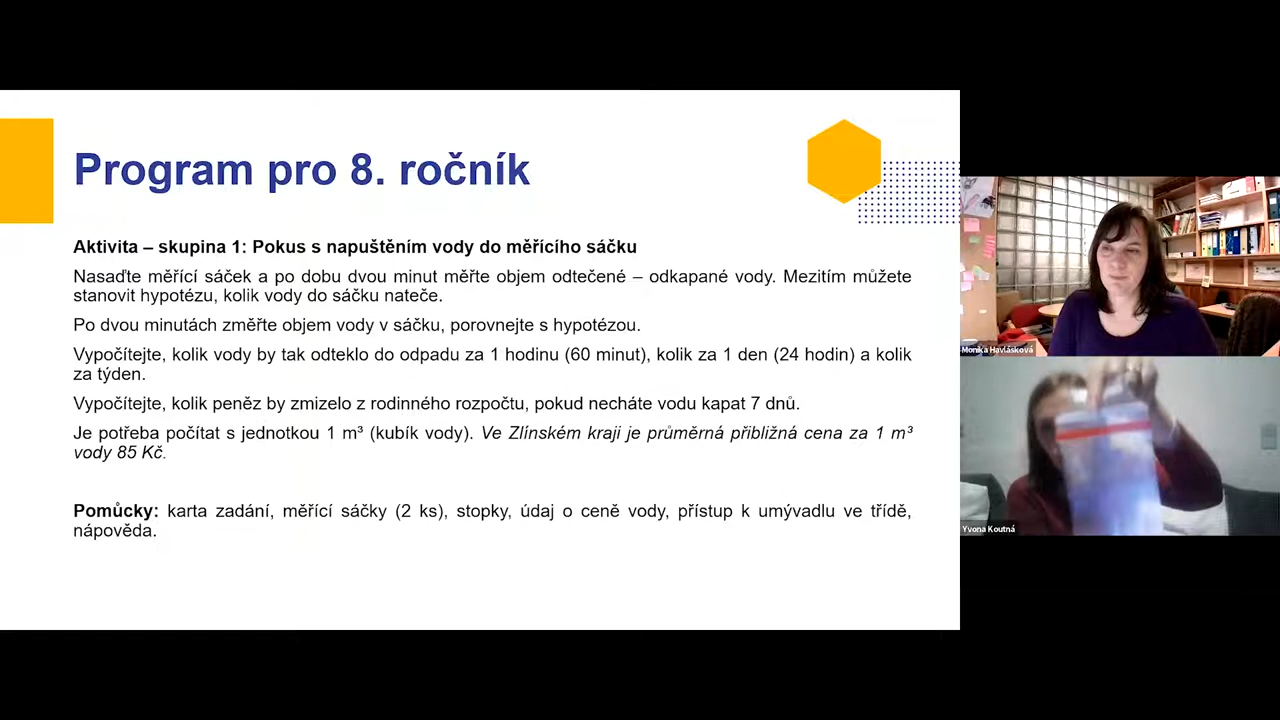 Program pro 8. ročník
Aktivita – skupina 1: Pokus s napuštěním vody do měřícího sáčku
Nasaďte měřící sáček a po dobu dvou minut měřte objem odtečené – odkapané vody. Mezitím můžete
stanovit hypotézu, kolik vody do sáčku nateče.
Po dvou minutách změřte objem vody v sáčku, porovnejte s hypotézou.
Vypočítejte, kolik vody by tak odteklo do odpadu za 1 hodinu (60 minut), kolik za 1 den (24 hodin) a kolik
za týden.
Vypočítejte, kolik peněz by zmizelo z rodinného rozpočtu, pokud necháte vodu kapat 7 dnů.
Je potřeba počítat s jednotkou 1 m³ (kubík vody). Ve Zlínském kraji je průměrná přibližná cena za 1 m³
vody 85 Kč.
Pomůcky: karta zadání, měřící sáčky (2 ks), stopky, údaj o ceně vody, přístup k umývadlu ve třídě,
nápověda.
Monika Havlásková
Yvona Koutná